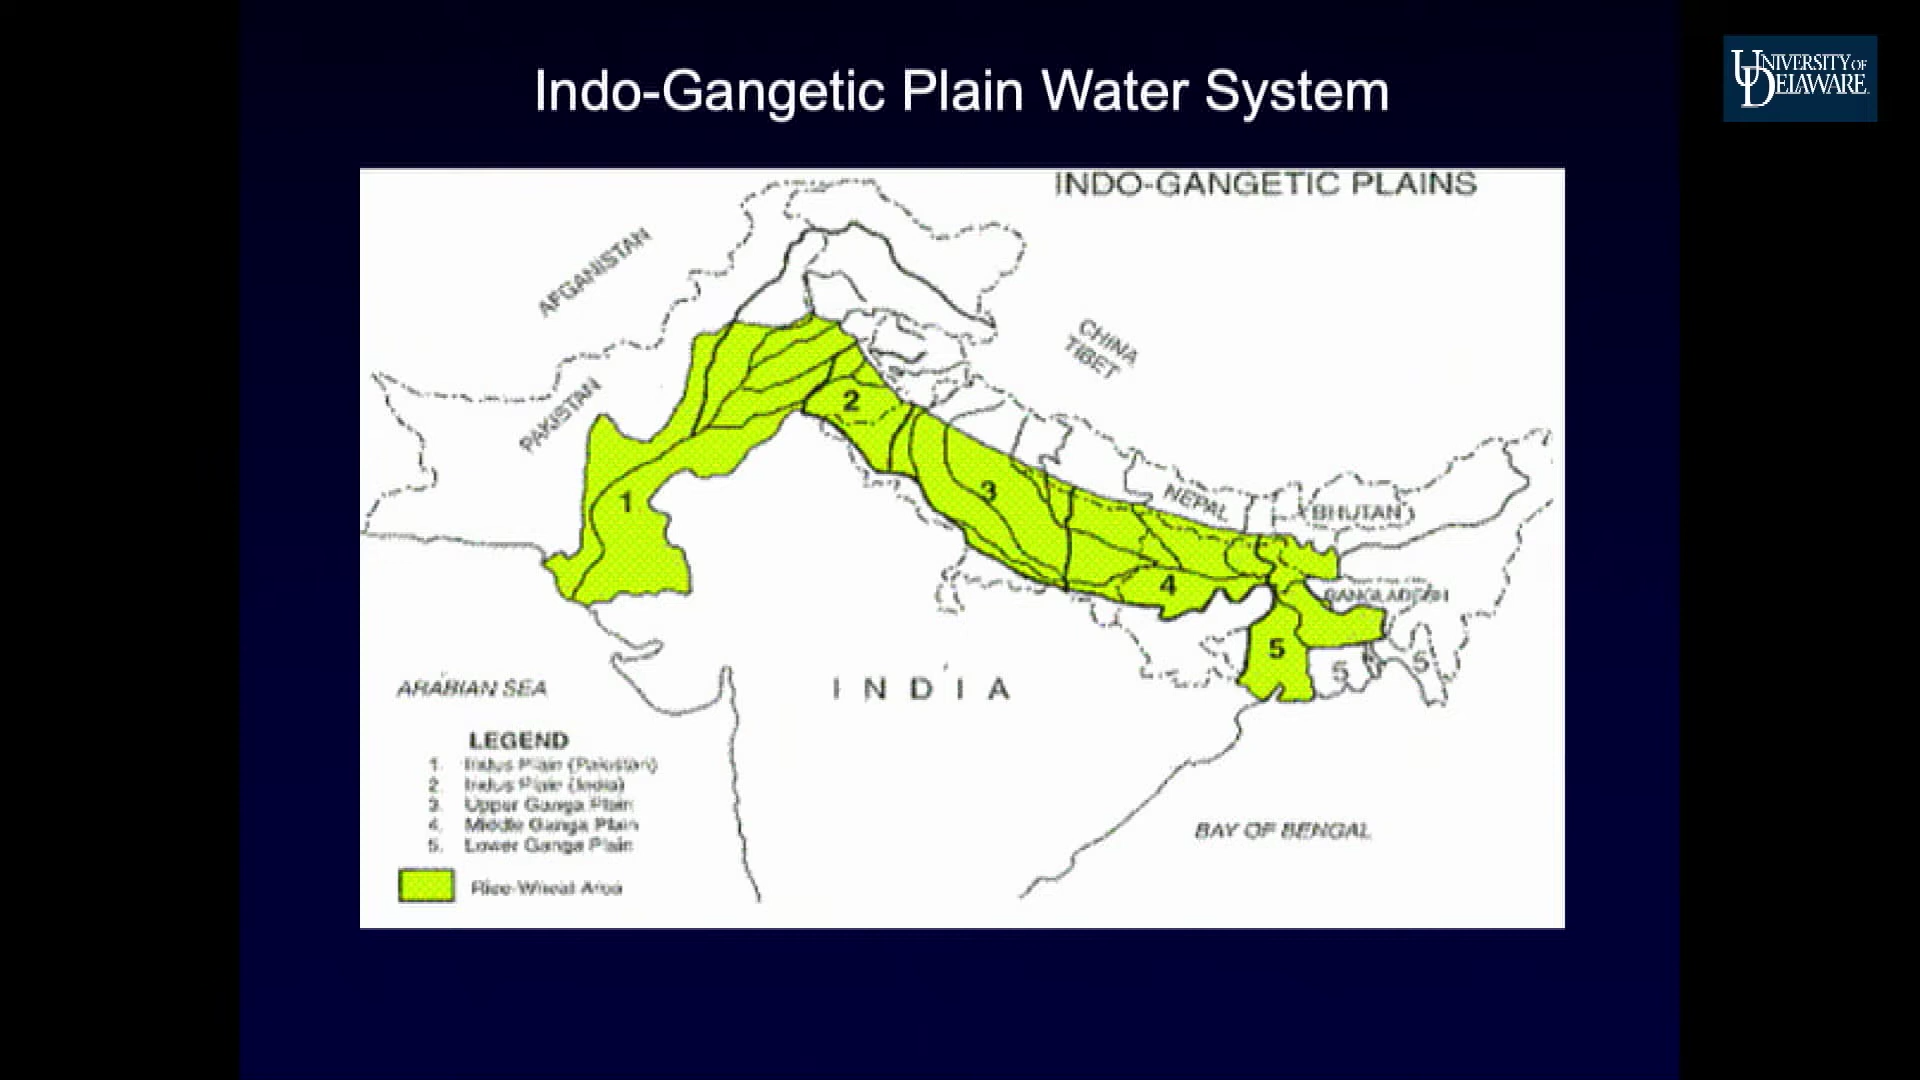 Indo-Gangetic Plain Water System
UNIVERSITY OF
DELAWARE
INDO-GANGETIC PLAINS
AFGANISTAN
CHINA
TIBET
PAKISTAN
2
1
3
NEPAL
BHUTAN
4
BANGLADESH
5
5
5
ARABIAN SEA
INDIA
LEGEND
1. Indus Plain (Pakistan)
2. Indus Plain (India)
3. Upper Ganga Plain
4. Middle Ganga Plain
5. Lower Ganga Plain
BAY OF BENGAL
Rice-Wheat Area